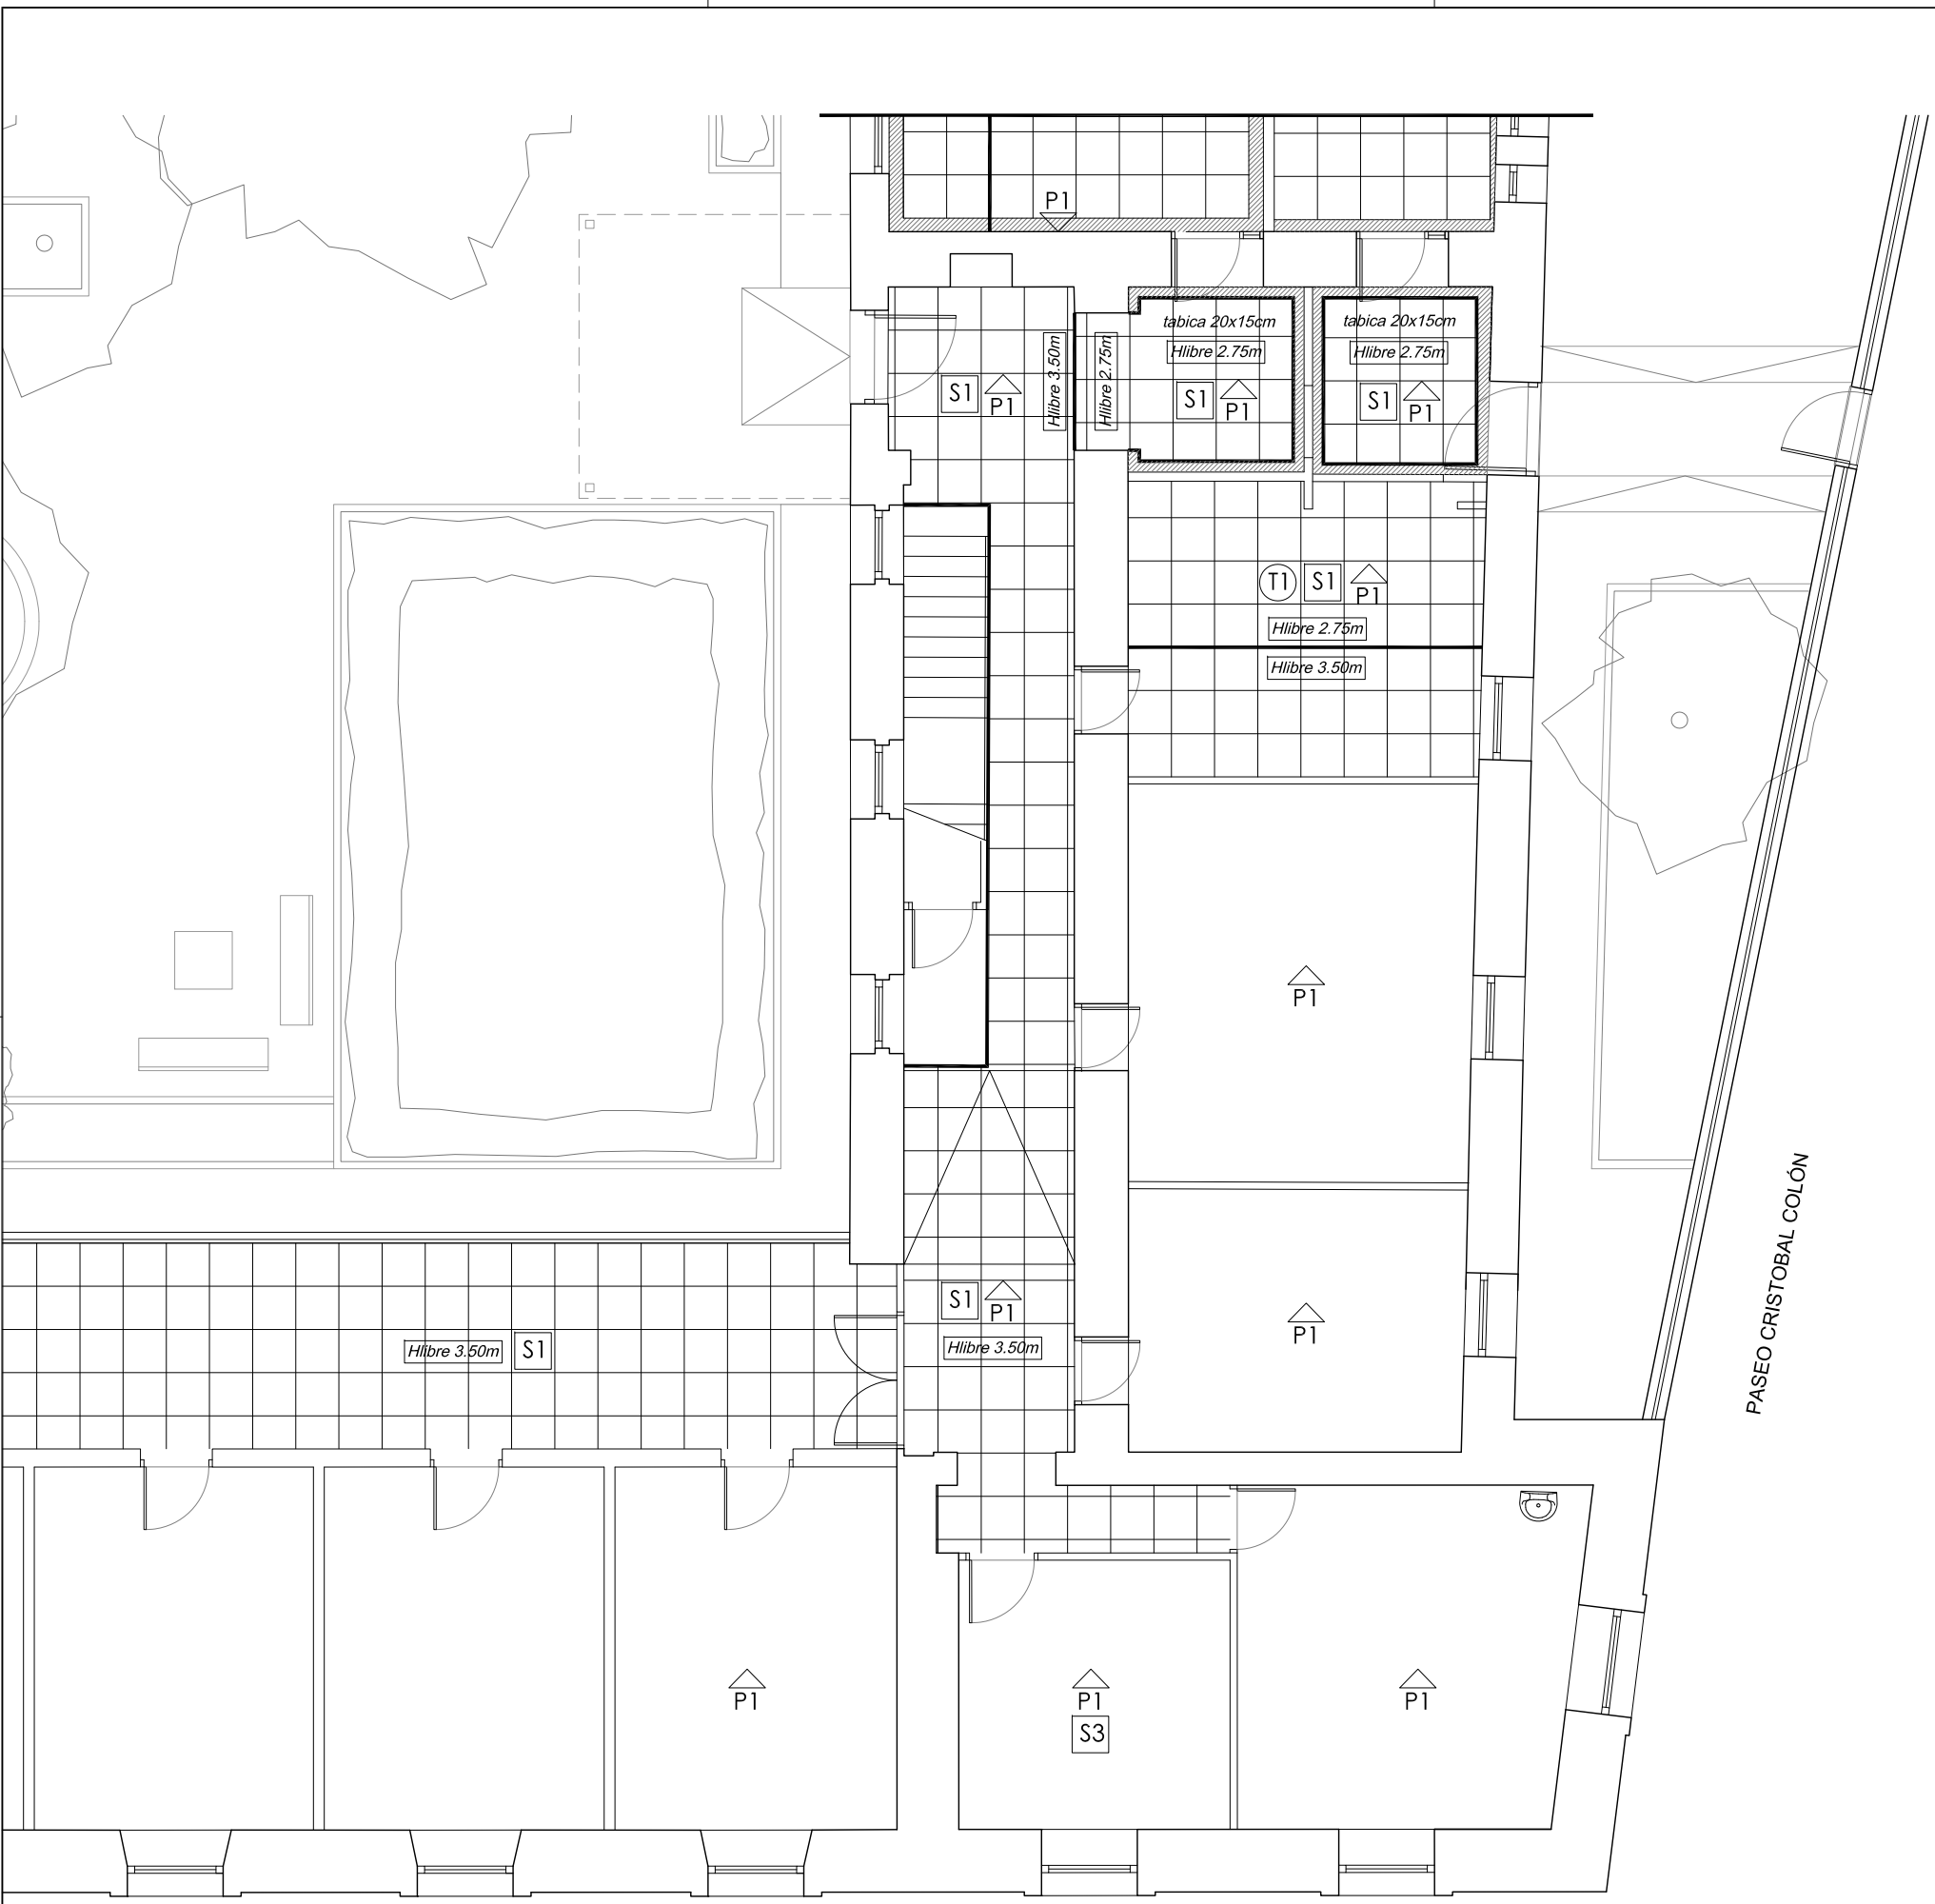 P1
tabica 20x15cm
tabica 20x15cm
Hlibre 2.75m
Hlibre 2.75m
Hlibre 3.50m
Hlibre 2.75m
S1
P1
S1
P1
S1
P1
T1
S1
P1
Hlibre 2.75m
Hlibre 3.50m
P1
PASEO CRISTOBAL COLÓN
S1
P1
P1
Hlibre 3.50m
S1
Hlibre 3.50m
P1
P1
P1
S3